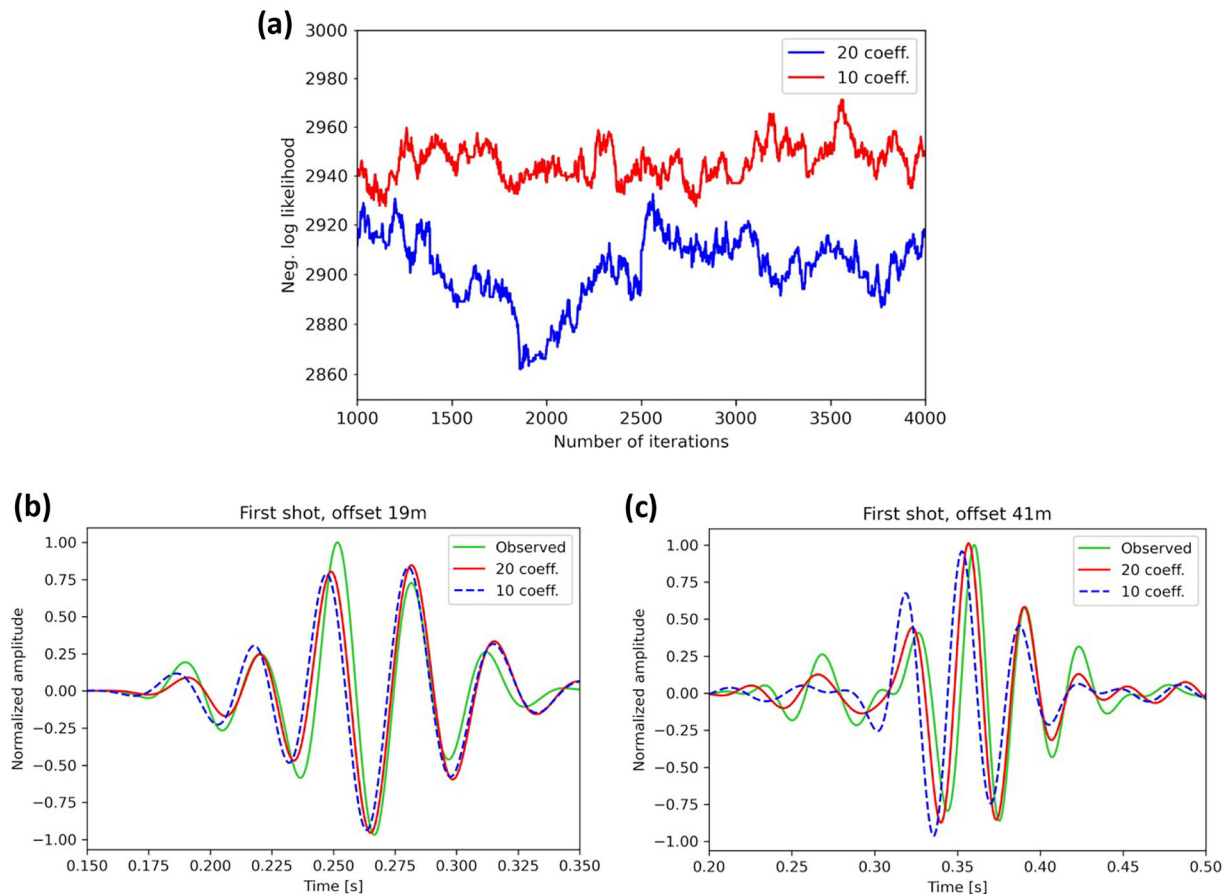 (a)
3000
2980
2960
2940
2920
2900
2880
2860
Neg. log likelihood
20 coeff.
10 coeff.
1000 1500 2000 2500 3000 3500 4000
Number of iterations
(b)
First shot, offset 19m
1.00
0.75
0.50
0.25
0.00
−0.25
−0.50
−0.75
−1.00
Normalized amplitude
Observed
20 coeff.
10 coeff.
0.150 0.175 0.200 0.225 0.250 0.275 0.300 0.325 0.350
Time [s]
(c)
First shot, offset 41m
1.00
0.75
0.50
0.25
0.00
−0.25
−0.50
−0.75
−1.00
Normalized amplitude
Observed
20 coeff.
10 coeff.
0.20 0.25 0.30 0.35 0.40 0.45 0.50
Time [s]